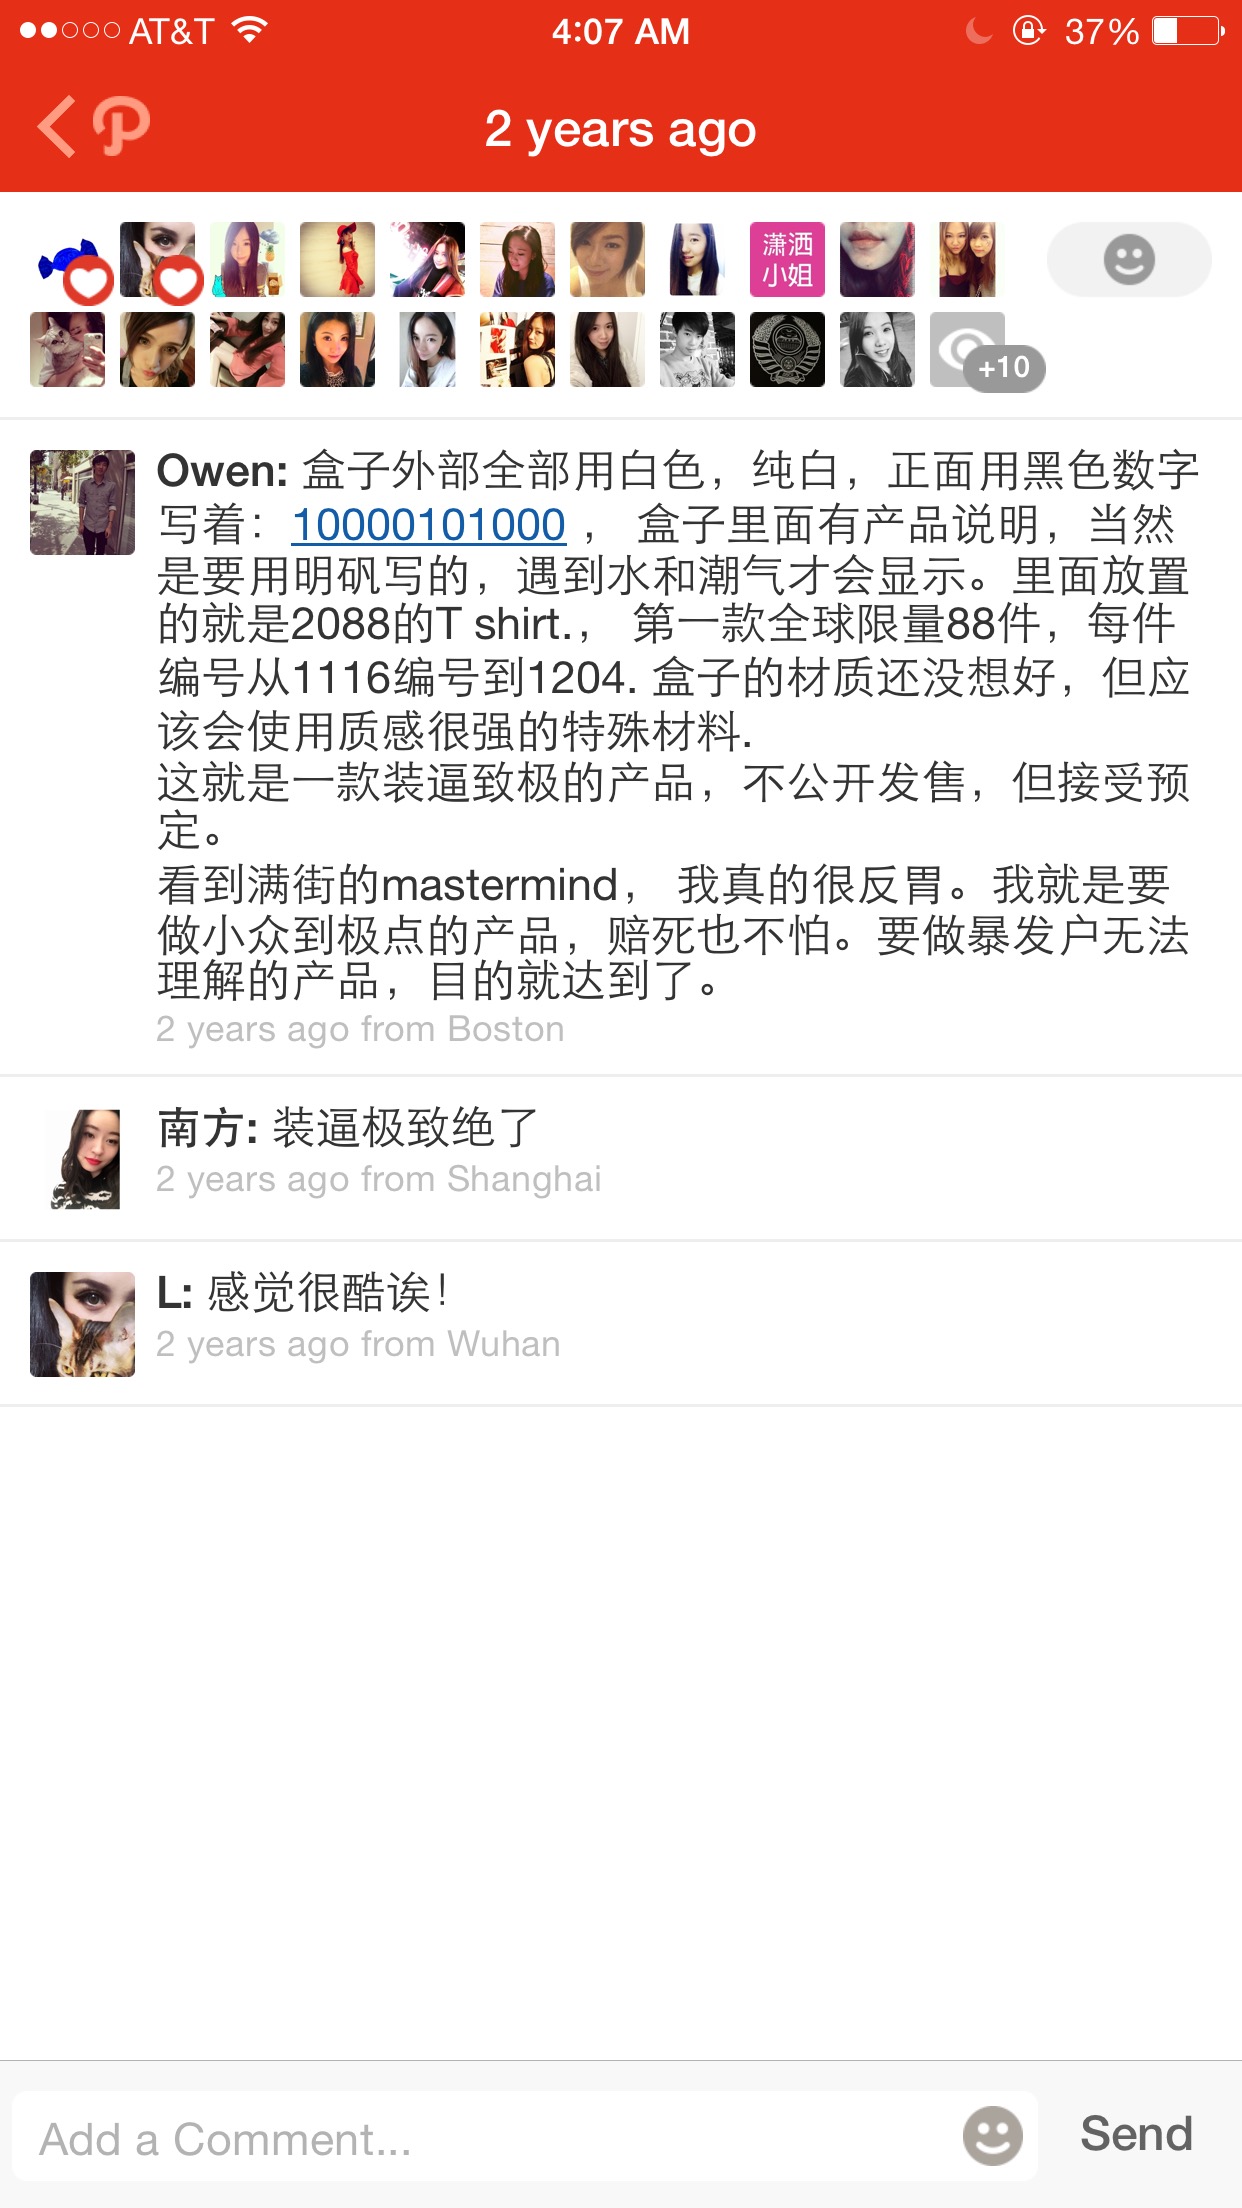 AT&T 4:07 AM 37%
2 years ago
潇洒
小姐
+10
Owen: 盒子外部全部用白色，纯白，正面用黑色数字
写着：10000101000， 盒子里面有产品说明，当然
是要用明矾写的，遇到水和潮气才会显示。里面放置
的就是2088的T shirt.， 第一款全球限量88件，每件
编号从1116编号到1204. 盒子的材质还没想好，但应
该会使用质感很强的特殊材料.
这就是一款装逼致极的产品，不公开发售，但接受预
定。
看到满街的mastermind， 我真的很反胃。我就是要
做小众到极点的产品，赔死也不怕。要做暴发户无法
理解的产品，目的就达到了。
2 years ago from Boston
南方: 装逼极致绝了
2 years ago from Shanghai
L: 感觉很酷诶！
2 years ago from Wuhan
Add a Comment...
Send